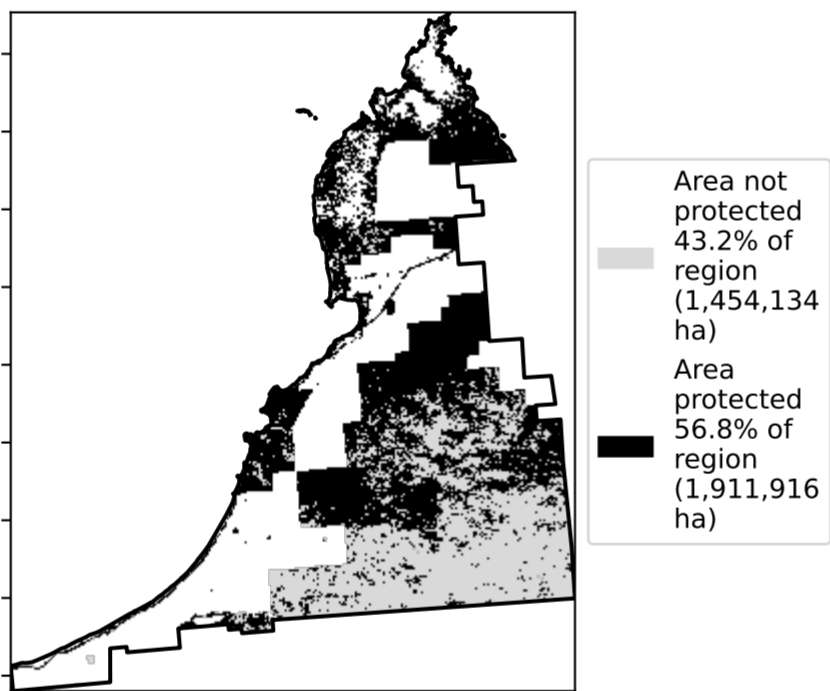 Area not
protected
43.2% of
region
(1,454,134
ha)
Area
protected
56.8% of
region
(1,911,916
ha)